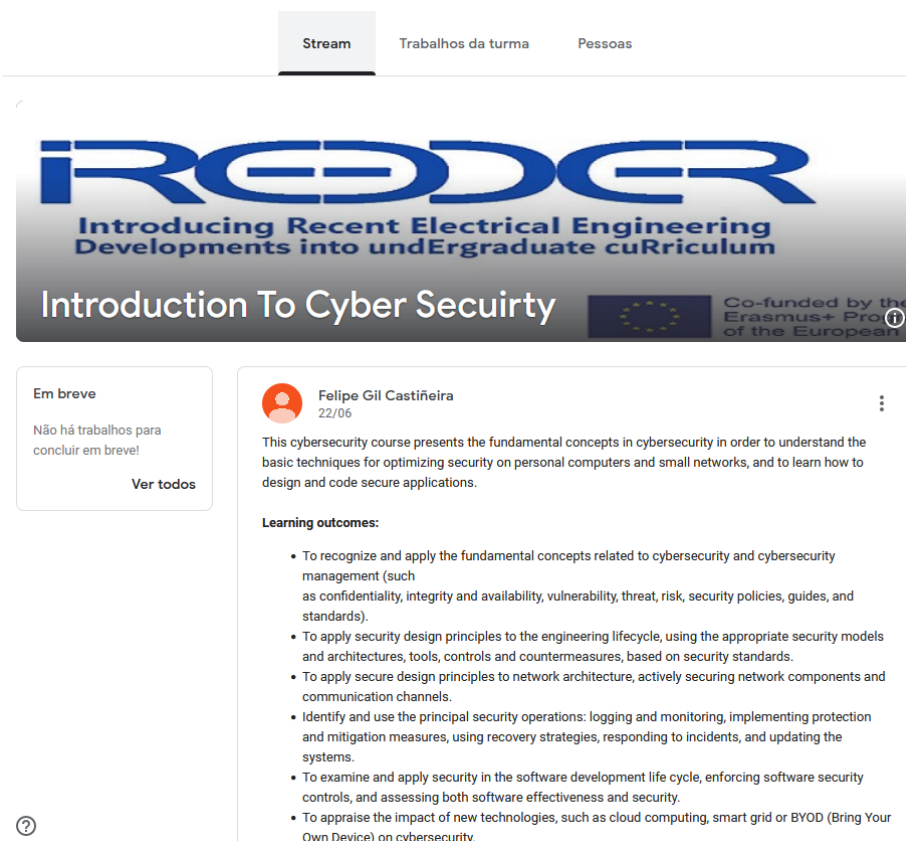 Stream Trabalhos da turma Pessoas
iREEDER
Introducing Recent Electrical Engineering
Developments into undErgraduate cuRriculum
Introduction To Cyber Secuirty
Co-funded by the
Erasmus+
of the European
Em breve
Não há trabalhos para
concluir em breve!
Ver todos
Felipe Gil Castiñeira
22/06
This cybersecurity course presents the fundamental concepts in cybersecurity in order to understand the
basic techniques for optimizing security on personal computers and small networks, and to learn how to
design and code secure applications.
Learning outcomes:
• To recognize and apply the fundamental concepts related to cybersecurity and cybersecurity
management (such
as confidentiality, integrity and availability, vulnerability, threat, risk, security policies, guides, and
standards).
• To apply security design principles to the engineering lifecycle, using the appropriate security models
and architectures, tools, controls and countermeasures, based on security standards.
• To apply secure design principles to network architecture, actively securing network components and
communication channels.
• Identify and use the principal security operations: logging and monitoring, implementing protection
and mitigation measures, using recovery strategies, responding to incidents, and updating the
systems.
• To examine and apply security in the software development life cycle, enforcing software security
controls, and assessing both software effectiveness and security.
• To appraise the impact of new technologies, such as cloud computing, smart grid or BYOD (Bring Your
Own Device) on cybersecurity.